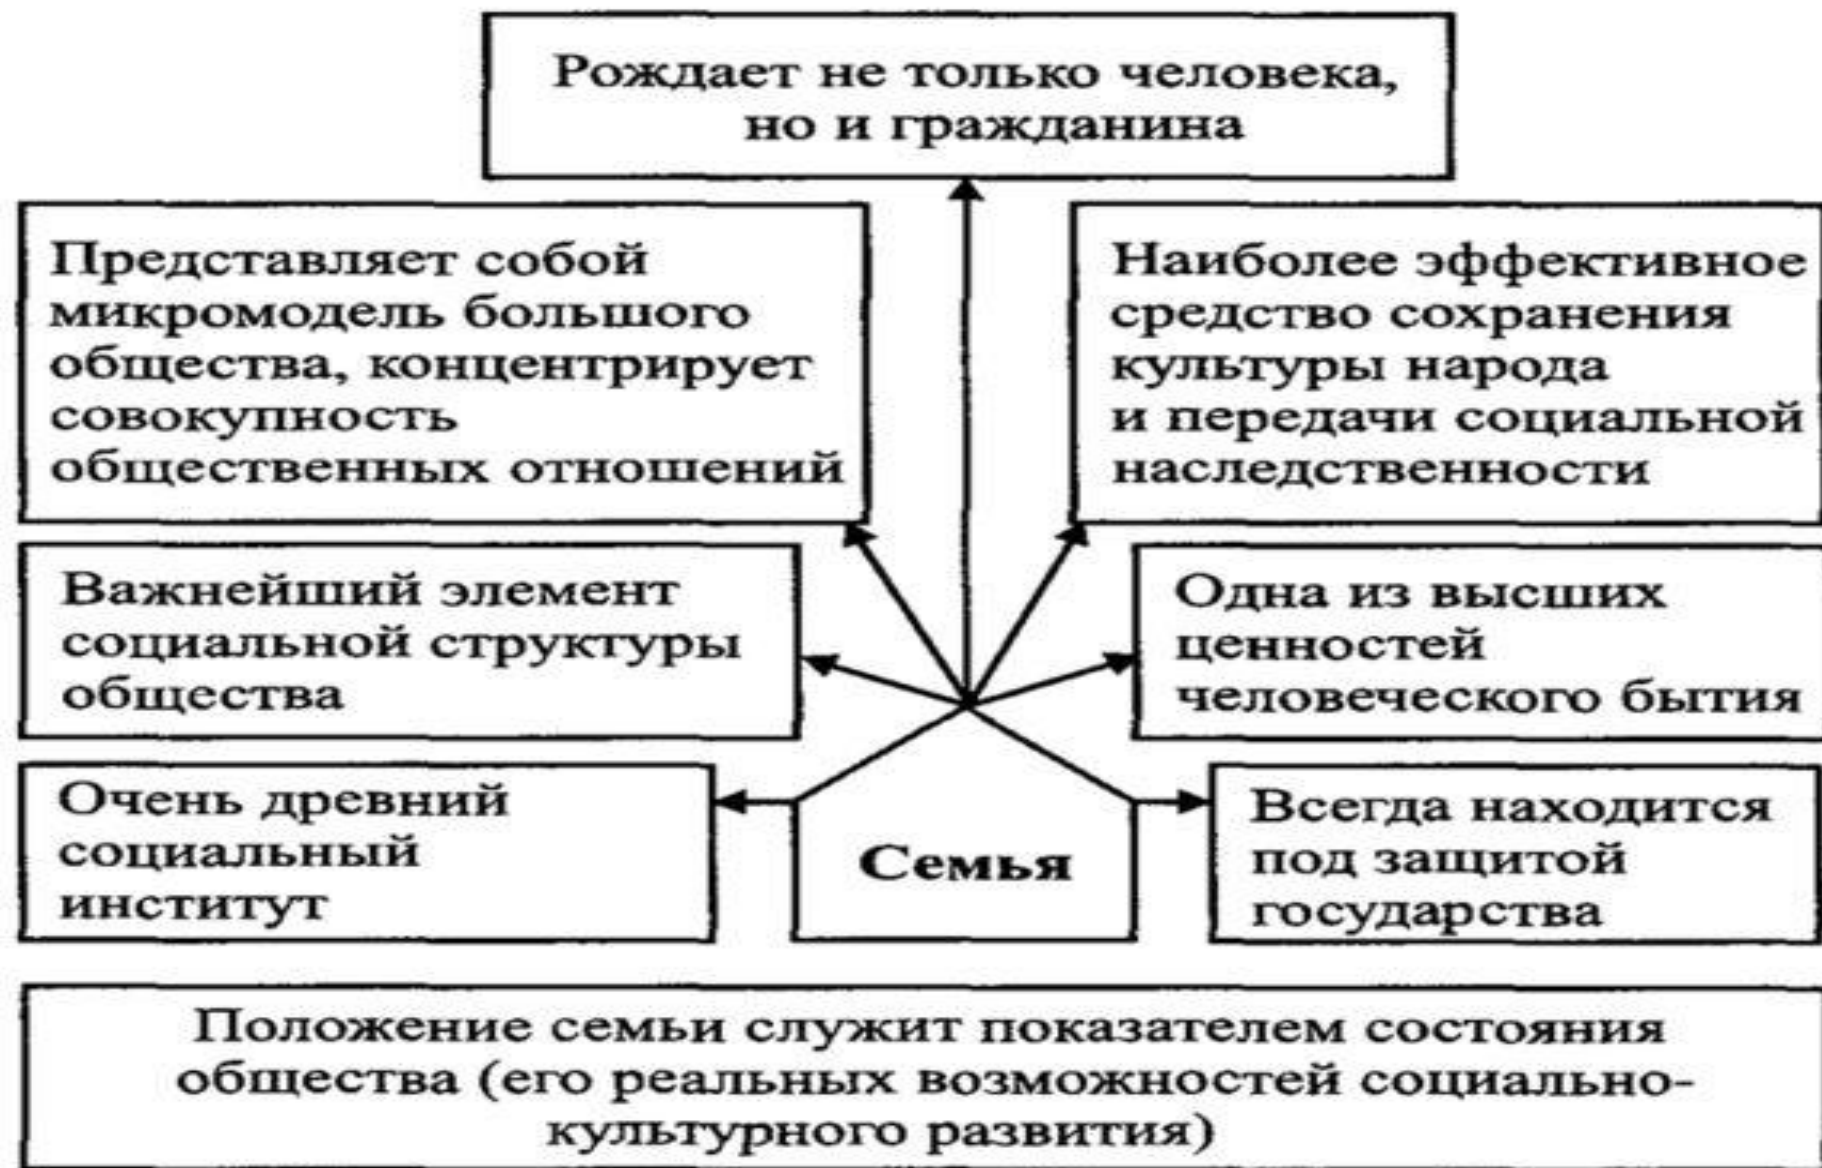 Рождает не только человека,
но и гражданина
Представляет собой
микромодель большого
общества, концентрирует
совокупность
общественных отношений
Наиболее эффективное
средство сохранения
культуры народа
и передачи социальной
наследственности
Важнейший элемент
социальной структуры
общества
Одна из высших
ценностей
человеческого бытия
Очень древний
социальный
институт
Семья
Всегда находится
под защитой
государства
Положение семьи служит показателем состояния
общества (его реальных возможностей социально-
культурного развития)